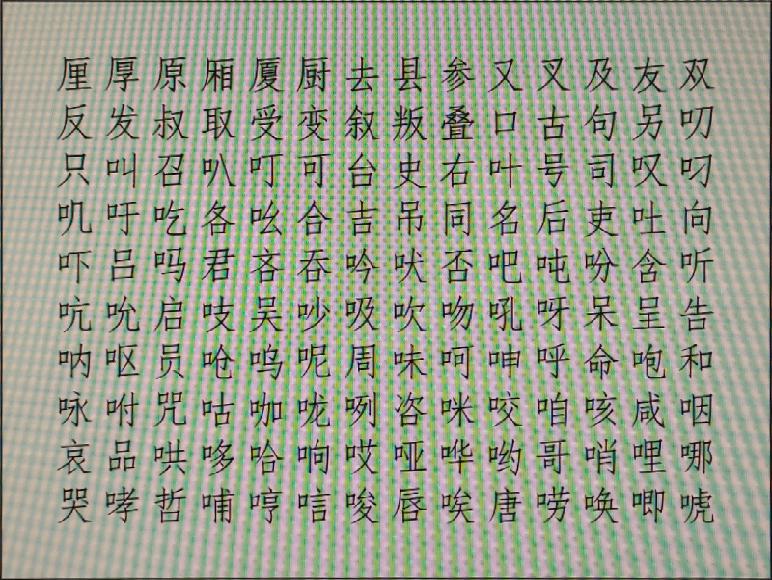 厘厚原厢厦厨去县参又叉及友双
反发叔取受变叙叛叠口古句另叨
只叫召叭叮可台史右叶号司叹叼
叽吁吃各吆合吉吊同名后吏吐向
吓吕吗君吝吞吟吠否吧吨吩含听
吭吮启吱吴吵吸吹吻吼呀呆呈告
呐呕员呛呜呢周味呵呻呼命咆和
咏咐咒咕咖咙咧咨咪咬咱咳咸咽
哀品哄哆哈响哎哑哗哟哥哨哩哪
哭哮哲哺哼唁唆唇唉唐唠唤唧唬